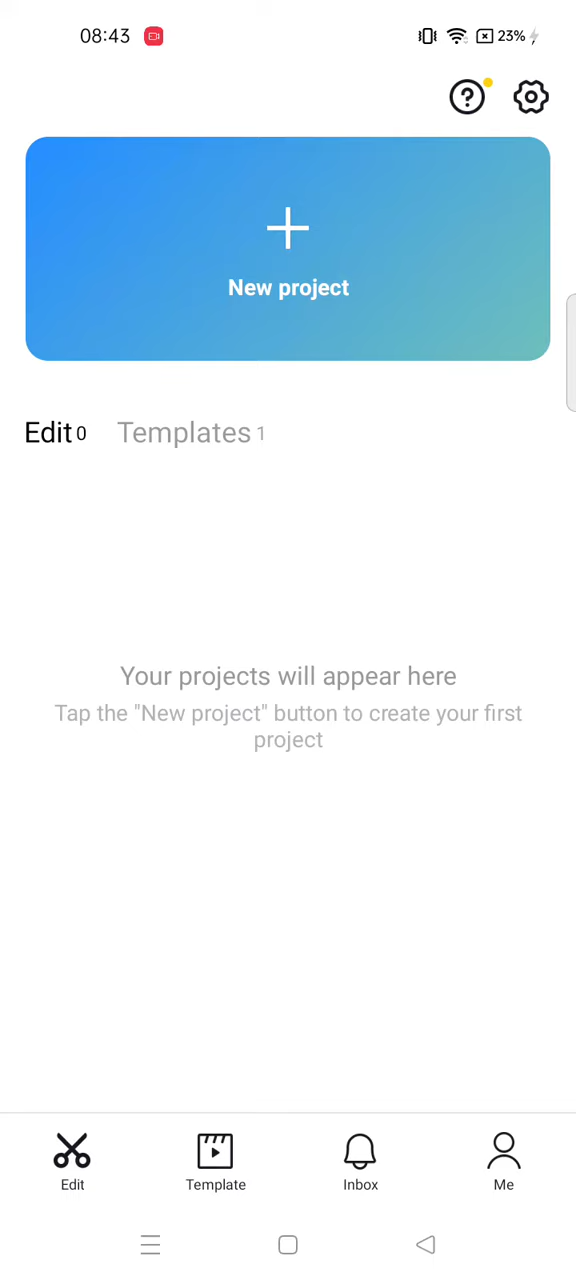 08:43 23%
New project
Edit 0 Templates 1
Your projects will appear here
Tap the "New project" button to create your first
project
Edit Template Inbox Me